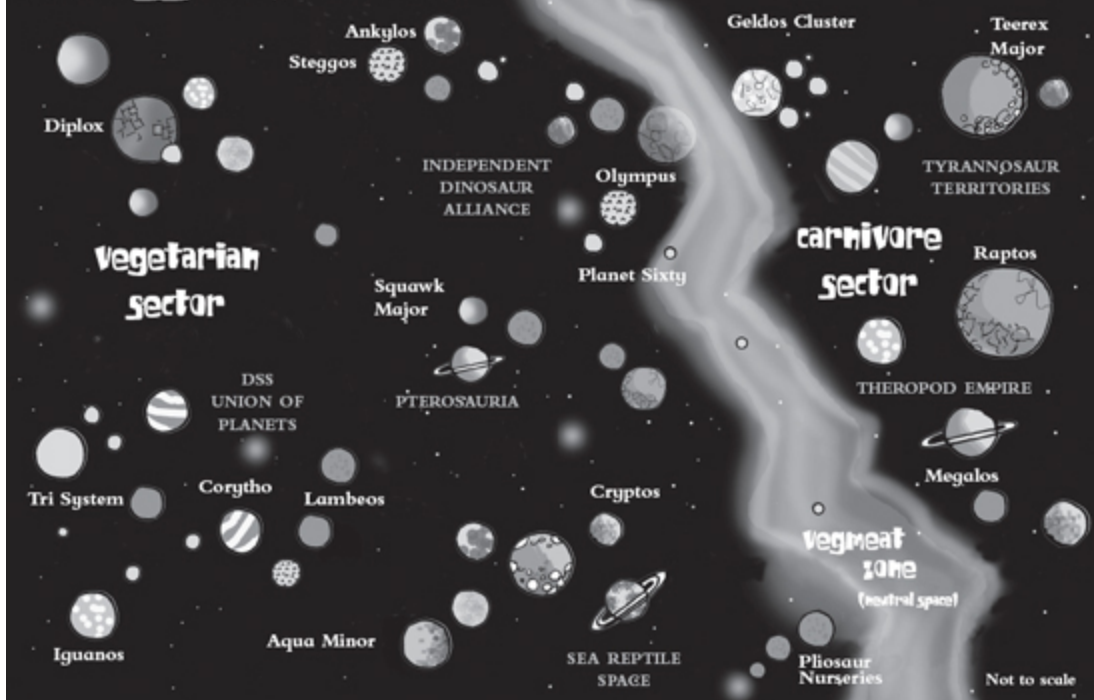 Geldos Cluster
Teerex
Major
Ankylos
Steggos
Diplox
INDEPENDENT
DINOSAUR
ALLIANCE
Olympus
TYRANNOSAUR
TERRITORIES
vegetarian
sector
carnivore
sector
Planet Sixty
Raptos
Squawk
Major
PTEROSAURIA
THEROPOD EMPIRE
DSS
UNION OF
PLANETS
Megalos
Tri System
Corytho
Lambeos
Cryptos
vegmeat
zone
(neutral space)
Iguanos
Aqua Minor
SEA REPTILE
SPACE
Pliosaur
Nurseries
Not to scale